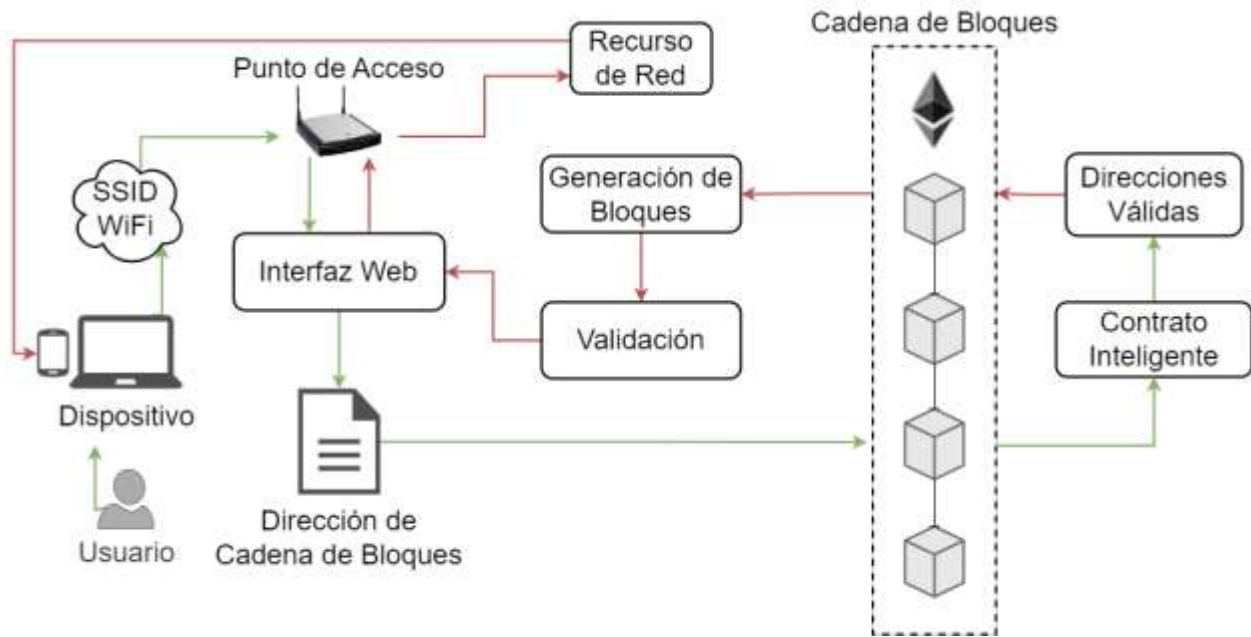 Cadena de Bloques
Recurso
de Red
Punto de Acceso
SSID
WiFi
Generación de
Bloques
Direcciones
Válidas
Interfaz Web
Validación
Contrato
Inteligente
Dispositivo
Dirección de
Cadena de Bloques
Usuario